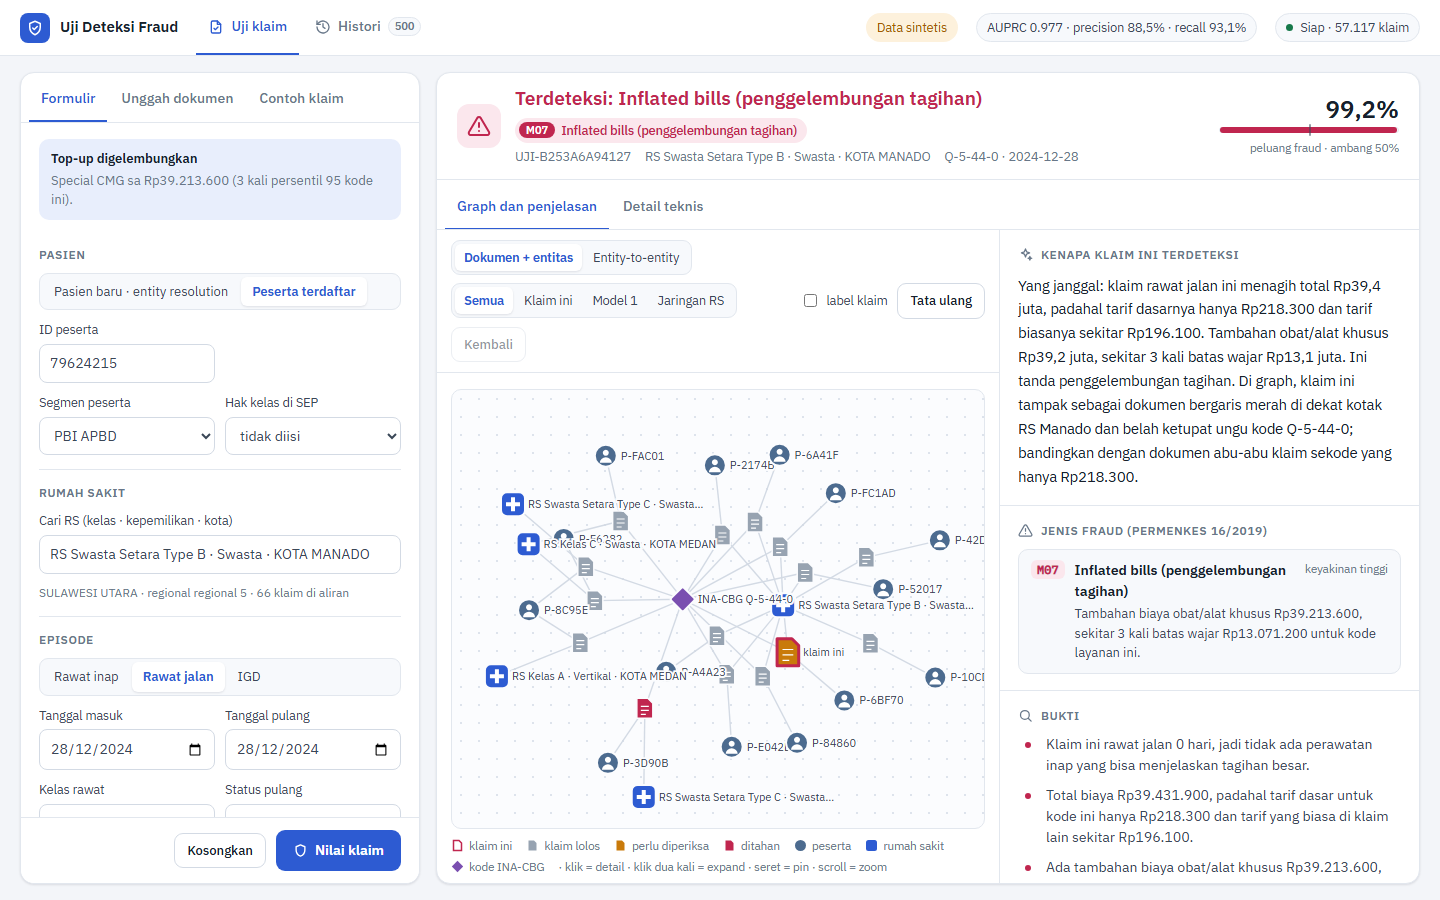 Uji Deteksi Fraud
Uji klaim
Histori 500
Data sintetis
AUPRC 0.977 · precision 88,5% · recall 93,1%
Siap · 57.117 klaim
Formulir
Unggah dokumen
Contoh klaim
Top-up digelembungkan
Special CMG sa Rp39.213.600 (3 kali persentil 95 kode
ini).
PASIEN
Pasien baru · entity resolution
Peserta terdaftar
ID peserta
79624215
Segmen peserta
Hak kelas di SEP
PBI APBD
tidak diisi
RUMAH SAKIT
Cari RS (kelas · kepemilikan · kota)
RS Swasta Setara Type B · Swasta · KOTA MANADO
SULAWESI UTARA · regional regional 5 · 66 klaim di aliran
EPISODE
Rawat inap
Rawat jalan
IGD
Tanggal masuk
Tanggal pulang
28/12/2024
28/12/2024
Kelas rawat
Status pulang
Kosongkan
Nilai klaim
Terdeteksi: Inflated bills (penggelembungan tagihan)
M07 Inflated bills (penggelembungan tagihan)
UJI-B253A6A94127 RS Swasta Setara Type B · Swasta · KOTA MANADO Q-5-44-0 · 2024-12-28
99,2%
peluang fraud · ambang 50%
Graph dan penjelasan
Detail teknis
Dokumen + entitas
Entity-to-entity
Semua
Klaim ini
Model 1
Jaringan RS
label klaim
Tata ulang
Kembali
P-FAC01
P-2174B
P-6A41F
P-FC1AD
RS Swasta Setara Type C · Swasta...
RS Kelas C · Swasta · KOTA MEDAN
P-42D
P-52017
P-8C95E
INA-CBG Q-5-44-0
RS Swasta Setara Type B · Swasta...
klaim ini
RS Kelas A · Vertikal · KOTA MEDAN
P-A4A23
P-6BF70
P-3D90B
P-84860
RS Swasta Setara Type C · Swasta...
klaim ini
klaim lolos
perlu diperiksa
ditahan
peserta
rumah sakit
kode INA-CBG
· klik = detail · klik dua kali = expand · seret = pin · scroll = zoom
KENAPA KLAIM INI TERDETEKSI
Yang janggal: klaim rawat jalan ini menagih total Rp39,4
juta, padahal tarif dasarnya hanya Rp218.300 dan tarif
biasanya sekitar Rp196.100. Tambahan obat/alat khusus
Rp39,2 juta, sekitar 3 kali batas wajar Rp13,1 juta. Ini
tanda penggelembungan tagihan. Di graph, klaim ini
tampak sebagai dokumen bergaris merah di dekat kotak
RS Manado dan belah ketupat ungu kode Q-5-44-0;
bandingkan dengan dokumen abu-abu klaim sekode yang
hanya Rp218.300.
JENIS FRAUD (PERMENKES 16/2019)
M07 Inflated bills (penggelembungan
tagihan)
keyakinan tinggi
Tambahan biaya obat/alat khusus Rp39.213.600,
sekitar 3 kali batas wajar Rp13.071.200 untuk kode
layanan ini.
BUKTI
Klaim ini rawat jalan 0 hari, jadi tidak ada perawatan
inap yang bisa menjelaskan tagihan besar.
Total biaya Rp39.431.900, padahal tarif dasar untuk
kode ini hanya Rp218.300 dan tarif yang biasa di klaim
lain sekitar Rp196.100.
Ada tambahan biaya obat/alat khusus Rp39.213.600,